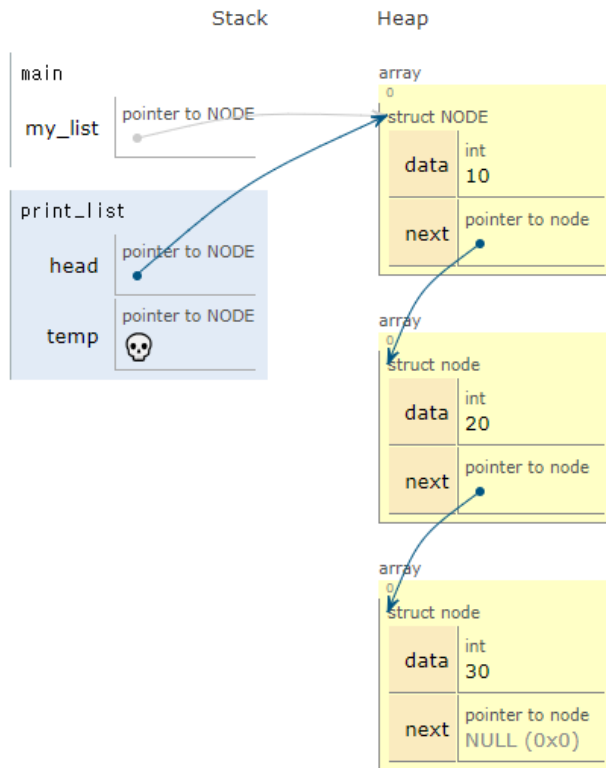 Stack Heap
main
my_list pointer to NODE
print_list
head pointer to NODE
temp pointer to NODE
array
0
struct NODE
data int
10
next pointer to node
array
0
struct node
data int
20
next pointer to node
array
0
struct node
data int
30
next pointer to node
NULL (0x0)